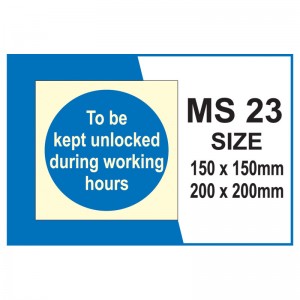 To be
kept unlocked
during working
hours
MS 23
SIZE
150 x 150mm
200 x 200mm